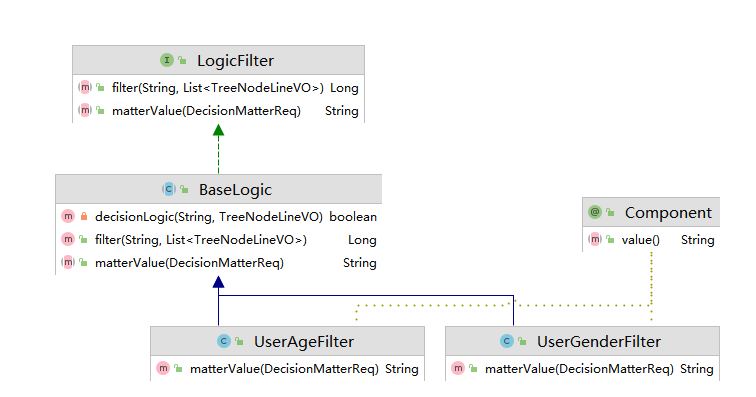 LogicFilter
filter(String, List<TreeNodeLineVO>) Long
matterValue(DecisionMatterReq) String
BaseLogic
decisionLogic(String, TreeNodeLineVO) boolean
filter(String, List<TreeNodeLineVO>) Long
matterValue(DecisionMatterReq) String
Component
value() String
UserAgeFilter
matterValue(DecisionMatterReq) String
UserGenderFilter
matterValue(DecisionMatterReq) String